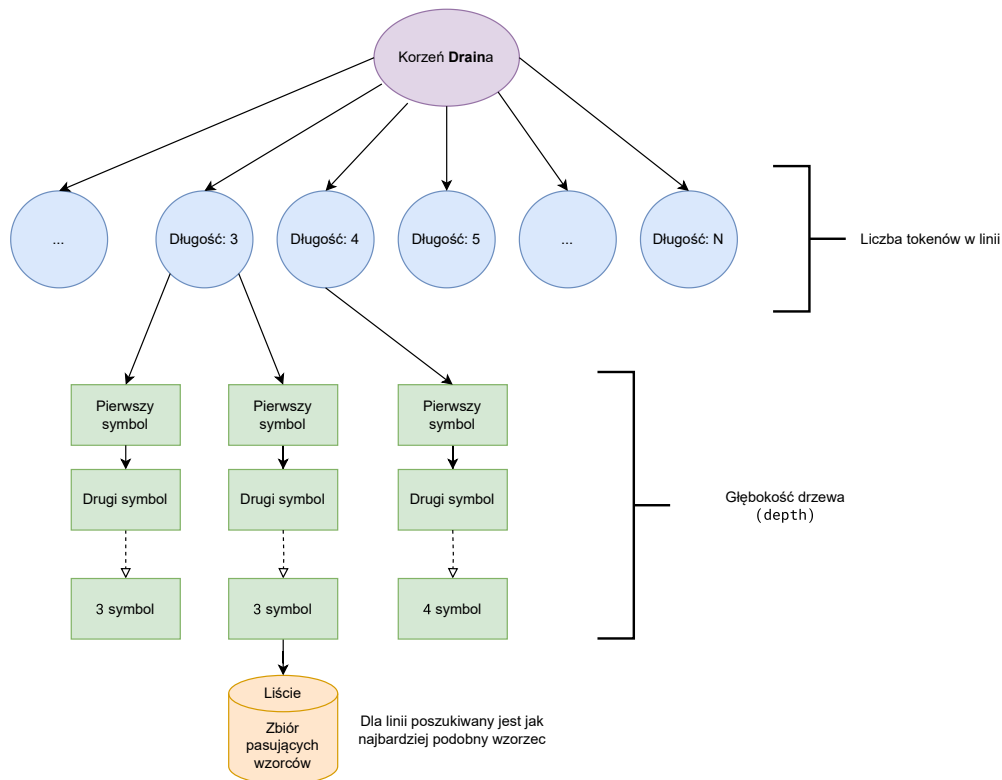 Korzeń Draina
...
Długość: 3
Długość: 4
Długość: 5
...
Długość: N
Liczba tokenów w linii
Pierwszy
symbol
Pierwszy
symbol
Pierwszy
symbol
Drugi symbol
Drugi symbol
Drugi symbol
Głębokość drzewa
(depth)
3 symbol
3 symbol
4 symbol
Liście
Zbiór
pasujących
wzorców
Dla linii poszukiwany jest jak
najbardziej podobny wzorzec